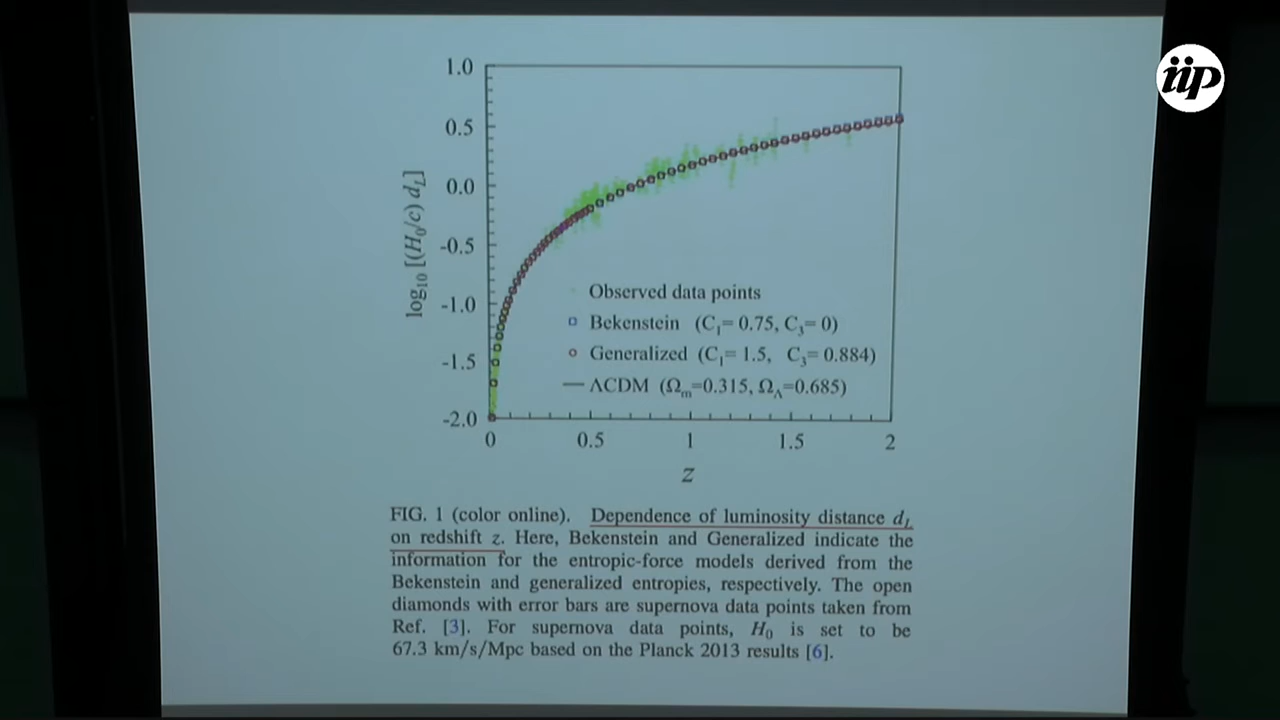 iip
1.0
0.5
0.0
-0.5
-1.0
-1.5
-2.0
log₁₀ [(H₀/c) d_L]
Observed data points
Bekenstein (C₁= 0.75, C₃= 0)
Generalized (C₁= 1.5, C₃= 0.884)
ΛCDM (Ωₘ=0.315, Ω_Λ=0.685)
0 0.5 1 1.5 2
z
FIG. 1 (color online). Dependence of luminosity distance d_L
on redshift z. Here, Bekenstein and Generalized indicate the
information for the entropic-force models derived from the
Bekenstein and generalized entropies, respectively. The open
diamonds with error bars are supernova data points taken from
Ref. [3]. For supernova data points, H₀ is set to be
67.3 km/s/Mpc based on the Planck 2013 results [6].